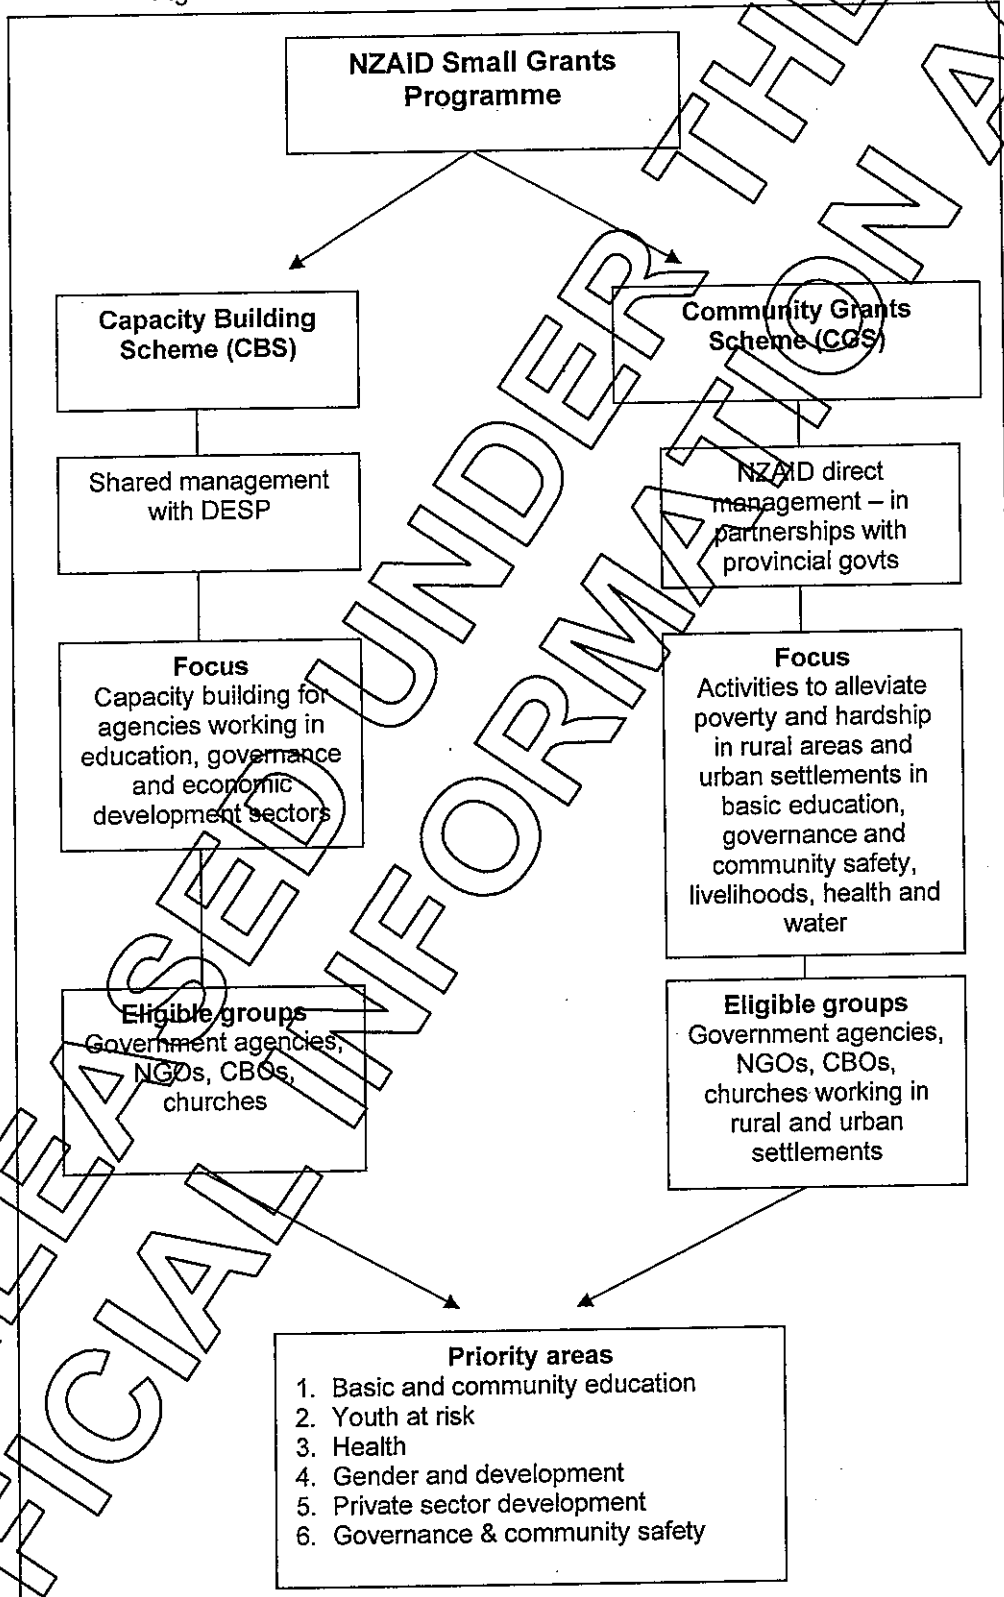 NZAID Small Grants
Programme
Capacity Building
Scheme (CBS)
Community Grants
Scheme (CGS)
Shared management
with DESP
NZAID direct
management – in
partnerships with
provincial govts
Focus
Capacity building for
agencies working in
education, governance
and economic
development sectors
Focus
Activities to alleviate
poverty and hardship
in rural areas and
urban settlements in
basic education,
governance and
community safety,
livelihoods, health and
water
Eligible groups
Government agencies,
NGOs, CBOs,
churches
Eligible groups
Government agencies,
NGOs, CBOs,
churches working in
rural and urban
settlements
Priority areas
1. Basic and community education
2. Youth at risk
3. Health
4. Gender and development
5. Private sector development
6. Governance & community safety
UNDER
INFORMATION